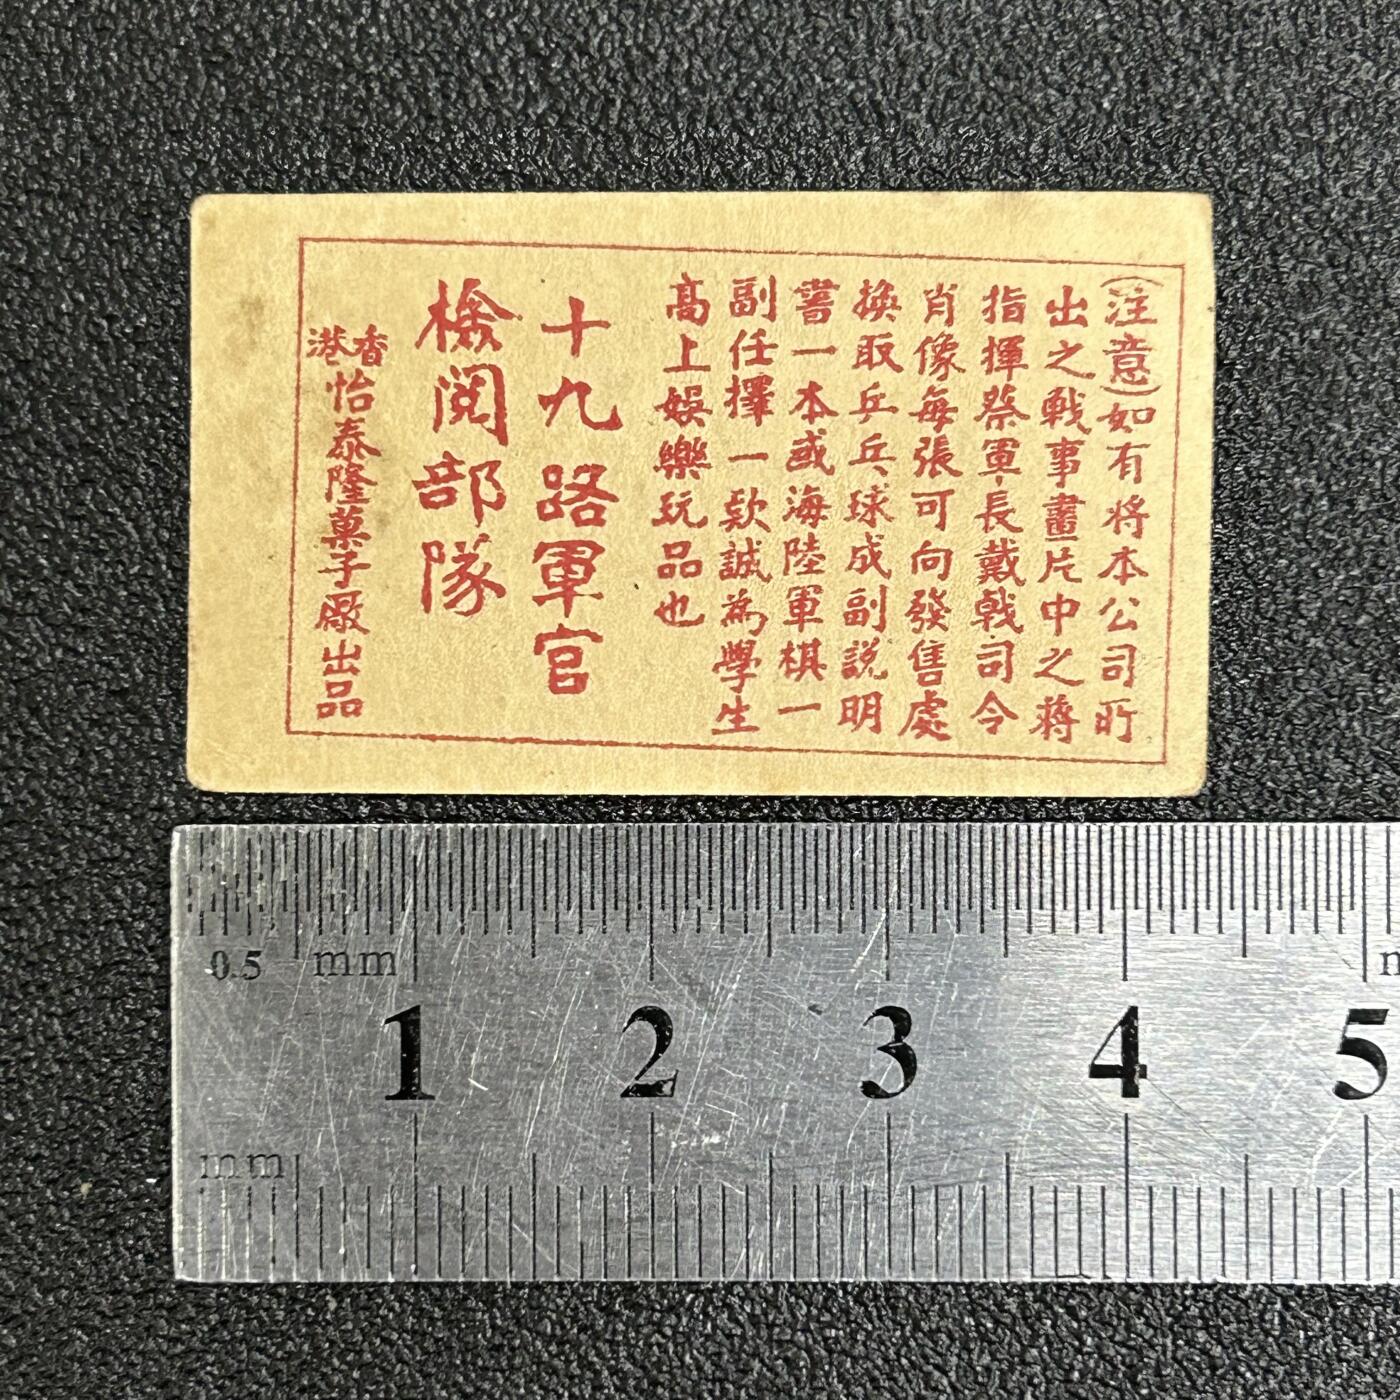 (注意)如有将本公司所
出之戰事畫片中之蔣
指揮蔡軍長戴戟司令
肖像每張可向發售處
換取乒乓球成副説明
書一本或海陸軍棋一
副任擇一款誠為學生
高上娛樂玩品也
十九路軍官
檢閱部隊
香港怡泰隆菓子厰出品
0.5 mm
1 2 3 4 5
mm